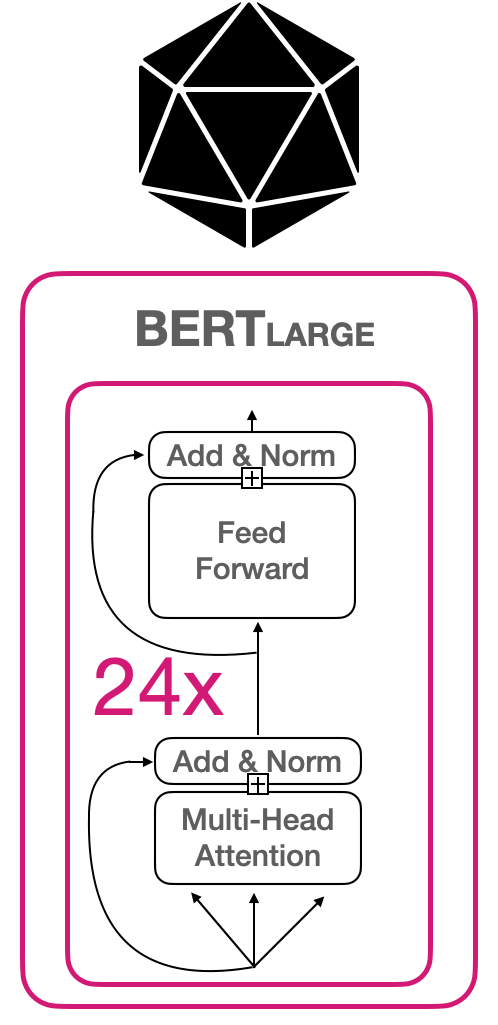 BERTLARGE
Add & Norm
Feed
Forward
24x
Add & Norm
Multi-Head
Attention